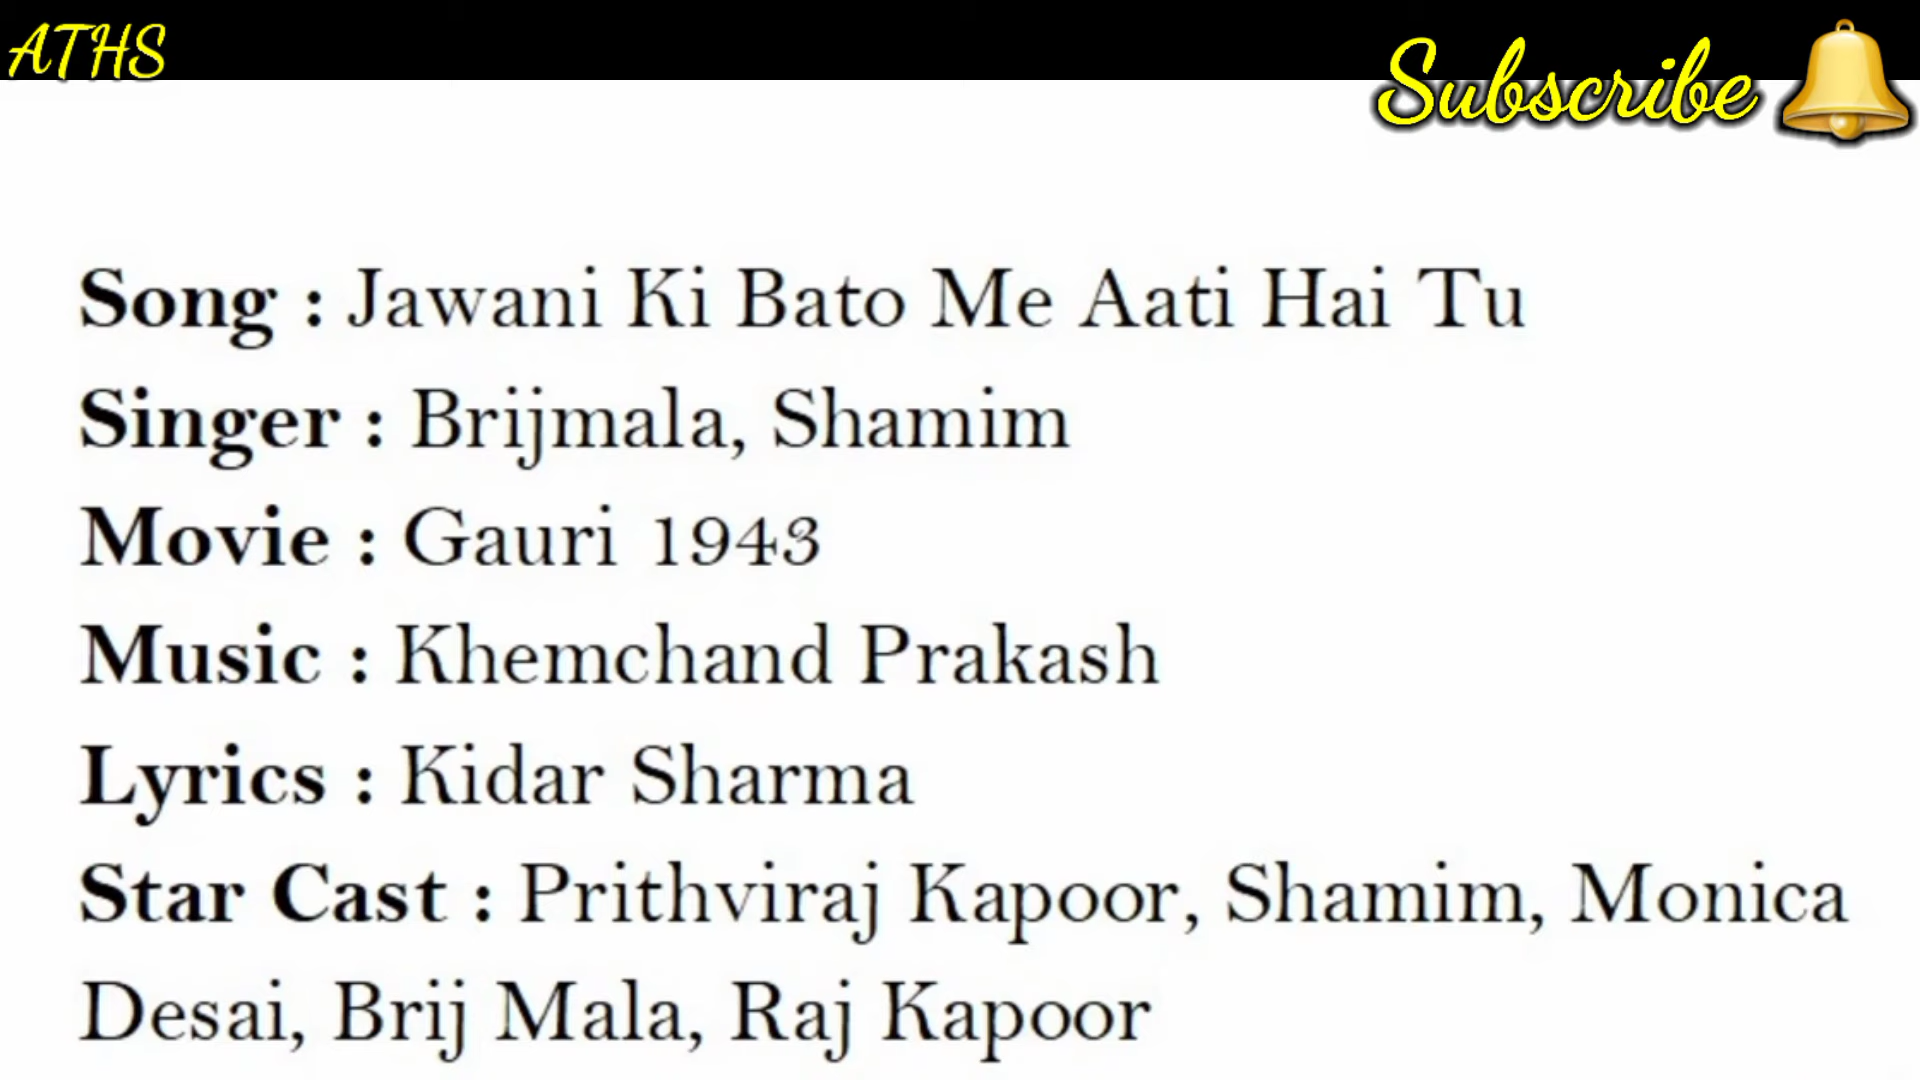 ATHS
Subscribe
Song : Jawani Ki Bato Me Aati Hai Tu
Singer : Brijmala, Shamim
Movie : Gauri 1943
Music : Khemchand Prakash
Lyrics : Kidar Sharma
Star Cast : Prithviraj Kapoor, Shamim, Monica
Desai, Brij Mala, Raj Kapoor